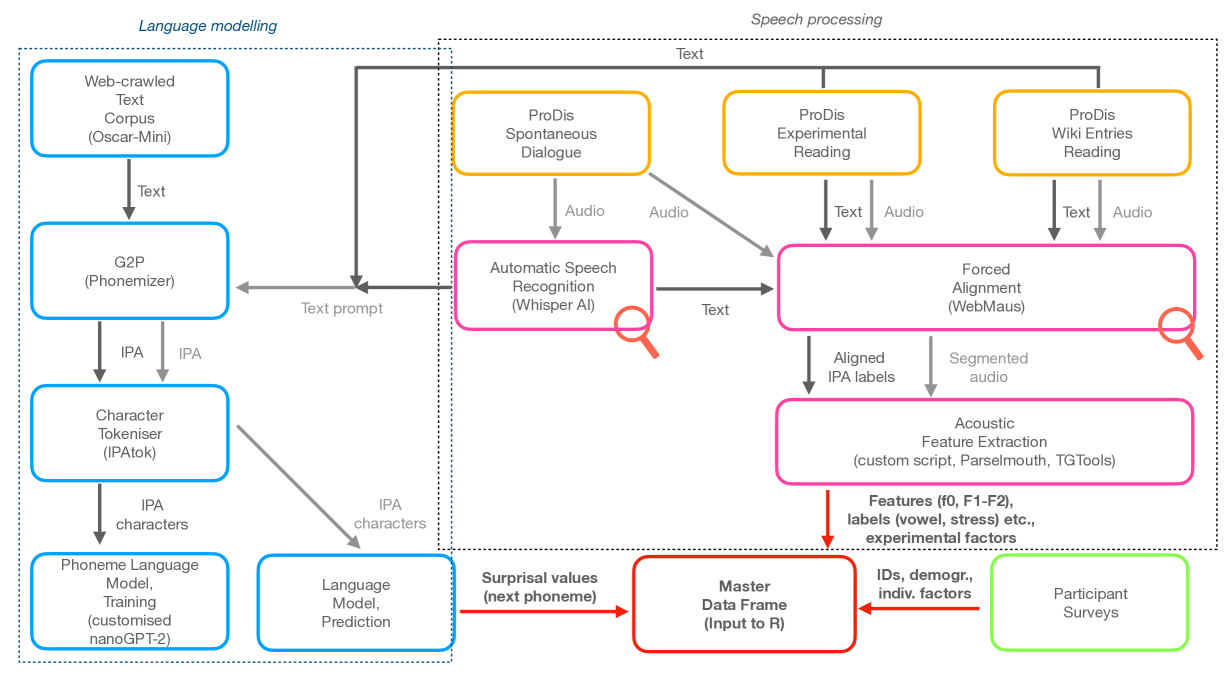 Language modelling
Speech processing
Text
Web-crawled
Text
Corpus
(Oscar-Mini)
ProDis
Spontaneous
Dialogue
ProDis
Experimental
Reading
ProDis
Wiki Entries
Reading
Text
Audio
Audio
Text
Audio
Text
Audio
G2P
(Phonemizer)
Text prompt
Automatic Speech
Recognition
(Whisper AI)
Text
Forced
Alignment
(WebMaus)
IPA
IPA
Aligned
IPA labels
Segmented
audio
Character
Tokeniser
(IPAtok)
Acoustic
Feature Extraction
(custom script, Parselmouth, TGTools)
IPA
characters
IPA
characters
Features (f0, F1-F2),
labels (vowel, stress) etc.,
experimental factors
Phoneme Language
Model,
Training
(customised
nanoGPT-2)
Language
Model,
Prediction
Surprisal values
(next phoneme)
Master
Data Frame
(Input to R)
IDs, demogr.,
indiv. factors
Participant
Surveys